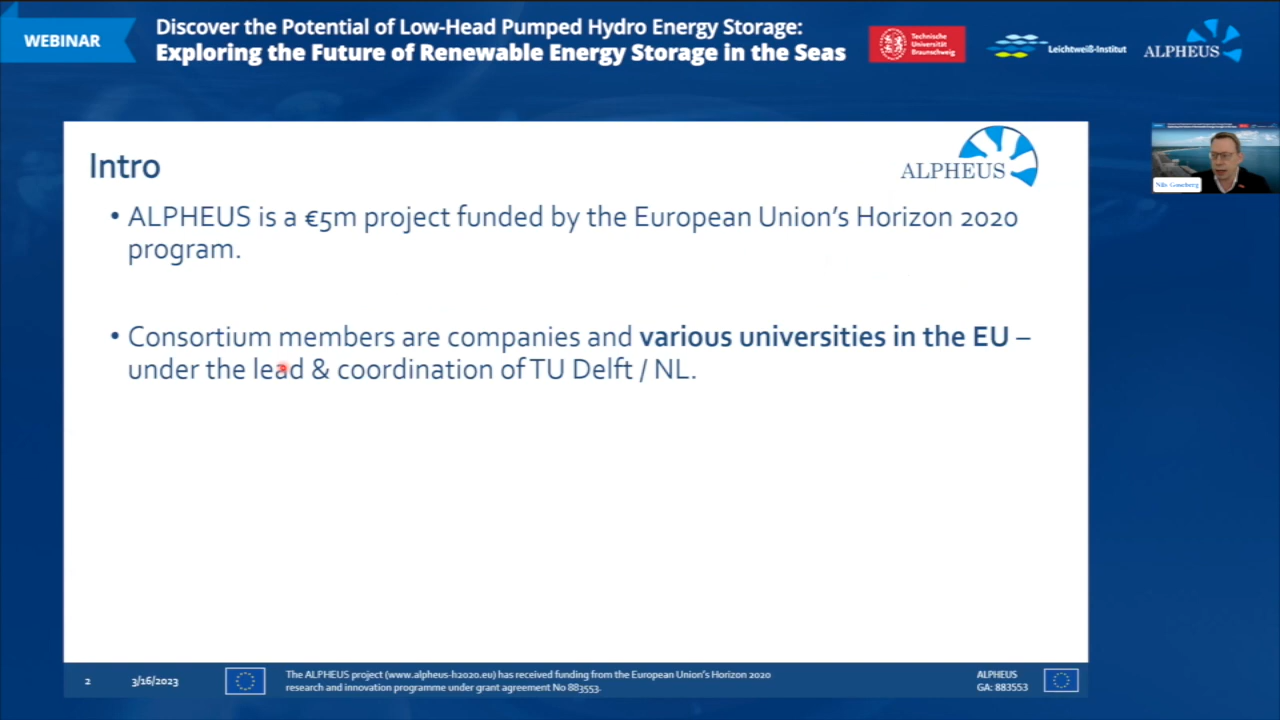 WEBINAR
Discover the Potential of Low-Head Pumped Hydro Energy Storage:
Exploring the Future of Renewable Energy Storage in the Seas
Technische
Universität
Braunschweig
Leichtweiß-Institut
ALPHEUS
Intro
ALPHEUS
• ALPHEUS is a €5m project funded by the European Union's Horizon 2020
program.
• Consortium members are companies and various universities in the EU –
under the lead & coordination of TU Delft / NL.
Nils Goseberg
2
3/16/2023
The ALPHEUS project (www.alpheus-h2020.eu) has received funding from the European Union's Horizon 2020
research and innovation programme under grant agreement No 883553.
ALPHEUS
GA: 883553